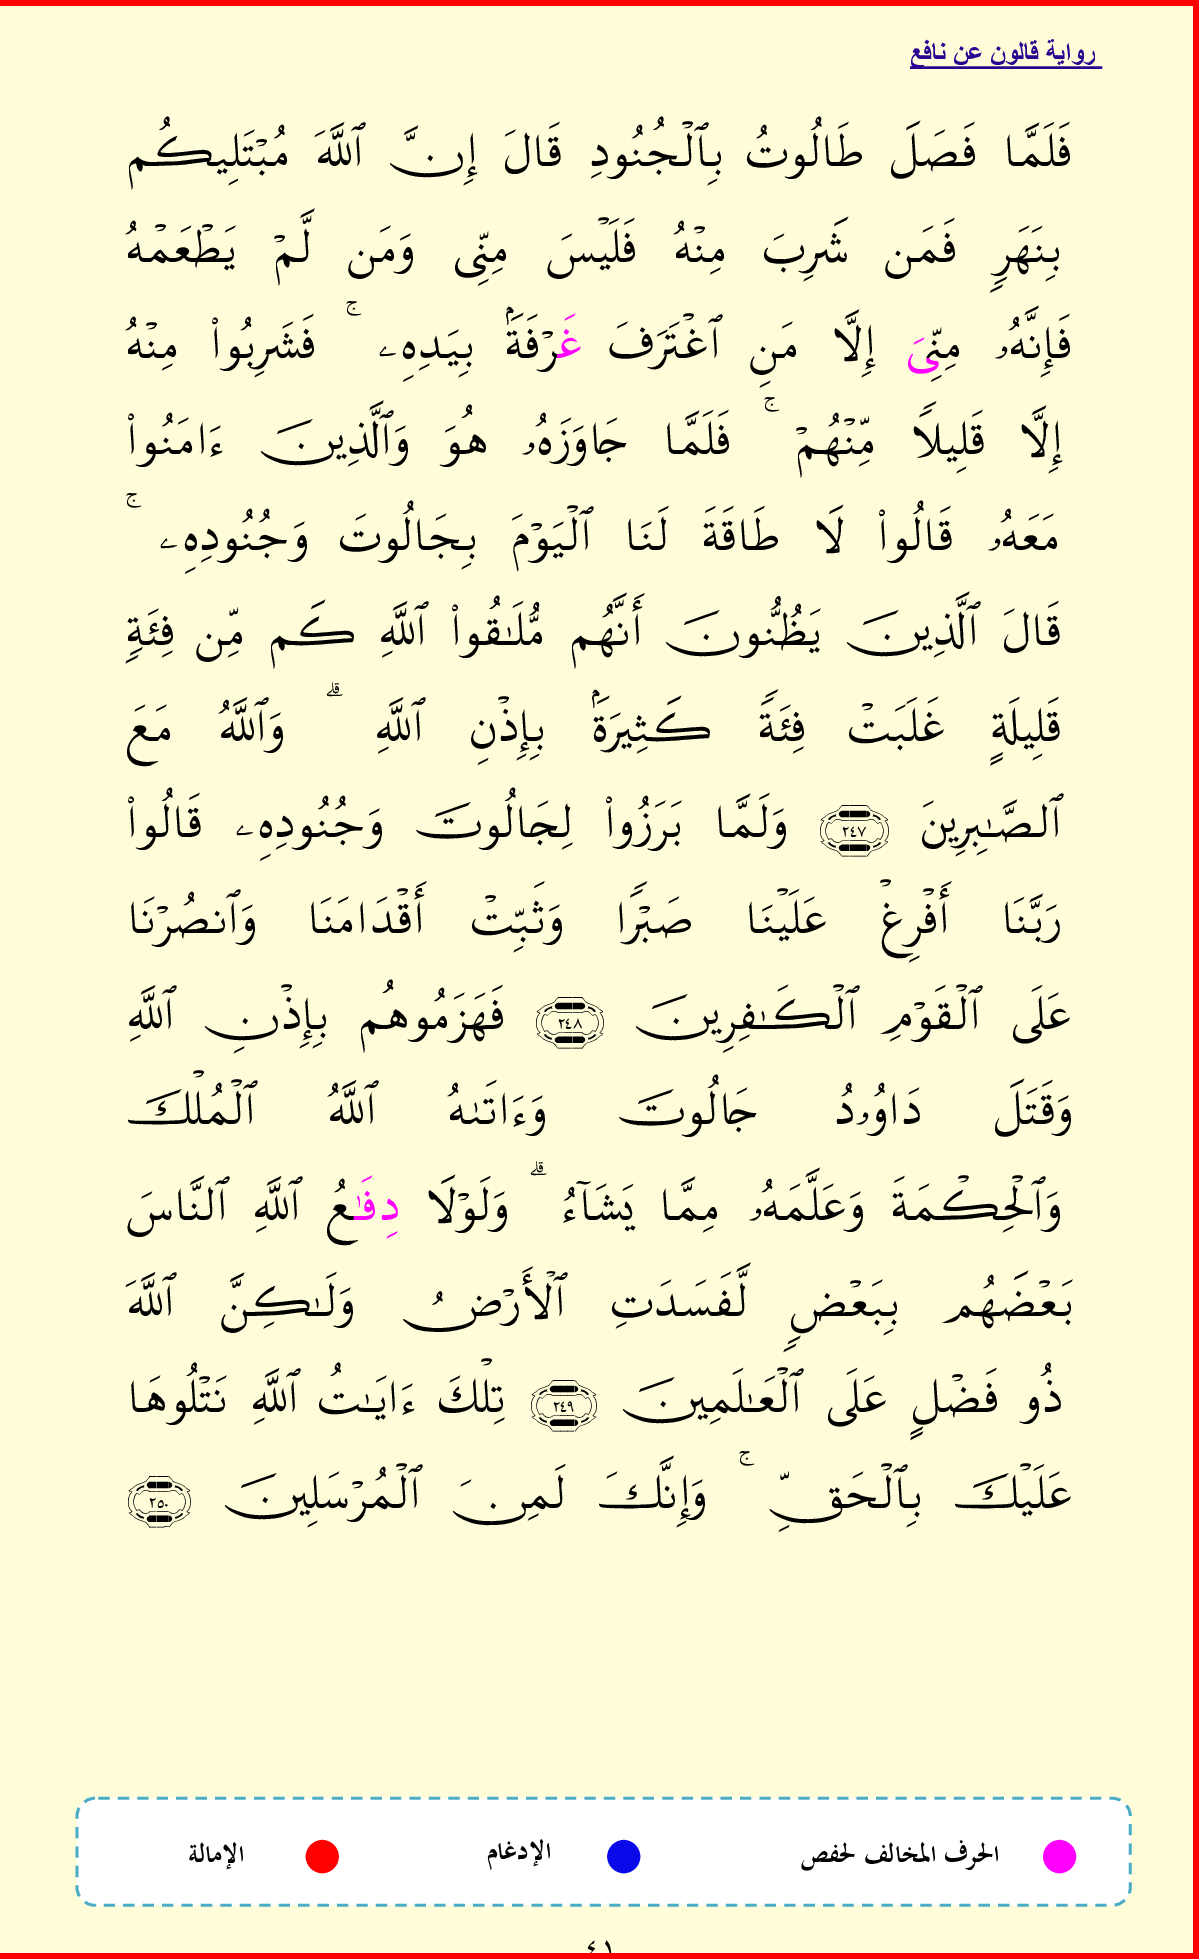 رواية قالون عن نافع
فَلَمَّا فَصَلَ طَالُوتُ بِٱلْجُنُودِ قَالَ إِنَّ ٱللَّهَ مُبْتَلِيكُم
بِنَهَرٍ فَمَن شَرِبَ مِنْهُ فَلَيْسَ مِنِّى وَمَن لَّمْ يَطْعَمْهُ
فَإِنَّهُۥ مِنِّىَ إِلَّا مَنِ ٱغْتَرَفَ غَرْفَةَۢ بِيَدِهِۦ ۚ فَشَرِبُوا۟ مِنْهُ
إِلَّا قَلِيلًا مِّنْهُمْ ۚ فَلَمَّا جَاوَزَهُۥ هُوَ وَٱلَّذِينَ ءَامَنُوا۟
مَعَهُۥ قَالُوا۟ لَا طَاقَةَ لَنَا ٱلْيَوْمَ بِجَالُوتَ وَجُنُودِهِۦ ۚ
قَالَ ٱلَّذِينَ يَظُنُّونَ أَنَّهُم مُّلَـٰقُوا۟ ٱللَّهِ كَم مِّن فِئَةٍ
قَلِيلَةٍ غَلَبَتْ فِئَةً كَثِيرَةَۢ بِإِذْنِ ٱللَّهِ ۗ وَٱللَّهُ مَعَ
ٱلصَّـٰبِرِينَ ٢٤٧ وَلَمَّا بَرَزُوا۟ لِجَالُوتَ وَجُنُودِهِۦ قَالُوا۟
رَبَّنَا أَفْرِغْ عَلَيْنَا صَبْرًا وَثَبِّتْ أَقْدَامَنَا وَٱنصُرْنَا
عَلَى ٱلْقَوْمِ ٱلْكَـٰفِرِينَ ٢٤٨ فَهَزَمُوهُم بِإِذْنِ ٱللَّهِ
وَقَتَلَ دَاوُۥدُ جَالُوتَ وَءَاتَىٰهُ ٱللَّهُ ٱلْمُلْكَ
وَٱلْحِكْمَةَ وَعَلَّمَهُۥ مِمَّا يَشَآءُ ۗ وَلَوْلَا دِفَـٰعُ ٱللَّهِ ٱلنَّاسَ
بَعْضَهُم بِبَعْضٍ لَّفَسَدَتِ ٱلْأَرْضُ وَلَـٰكِنَّ ٱللَّهَ
ذُو فَضْلٍ عَلَى ٱلْعَـٰلَمِينَ ٢٤٩ تِلْكَ ءَايَـٰتُ ٱللَّهِ نَتْلُوهَا
عَلَيْكَ بِٱلْحَقِّ ۚ وَإِنَّكَ لَمِنَ ٱلْمُرْسَلِينَ ٢٥٠
الحرف المخالف لحفص الإدغام الإمالة
٤١